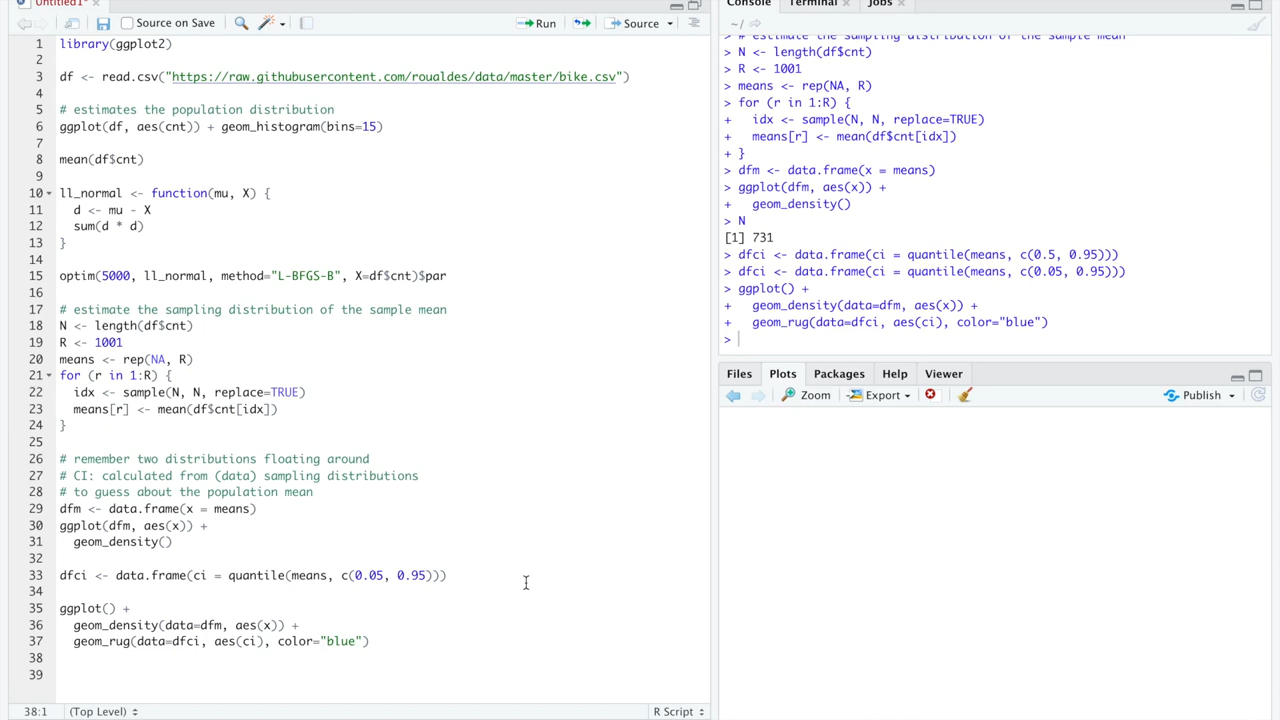 Untitled1* Console Terminal Jobs
Source on Save Run Source ~/
1 library(ggplot2)
2
3 df <- read.csv("https://raw.githubusercontent.com/roualdes/data/master/bike.csv")
4
5 # estimates the population distribution
6 ggplot(df, aes(cnt)) + geom_histogram(bins=15)
7
8 mean(df$cnt)
9
10 ll_normal <- function(mu, X) {
11 d <- mu - X
12 sum(d * d)
13 }
14
15 optim(5000, ll_normal, method="L-BFGS-B", X=df$cnt)$par
16
17 # estimate the sampling distribution of the sample mean
18 N <- length(df$cnt)
19 R <- 1001
20 means <- rep(NA, R)
21 for (r in 1:R) {
22 idx <- sample(N, N, replace=TRUE)
23 means[r] <- mean(df$cnt[idx])
24 }
25
26 # remember two distributions floating around
27 # CI: calculated from (data) sampling distributions
28 # to guess about the population mean
29 dfm <- data.frame(x = means)
30 ggplot(dfm, aes(x)) +
31 geom_density()
32
33 dfci <- data.frame(ci = quantile(means, c(0.05, 0.95)))
34
35 ggplot() +
36 geom_density(data=dfm, aes(x)) +
37 geom_rug(data=dfci, aes(ci), color="blue")
38
39
38:1 (Top Level) R Script
> # estimate the sampling distribution of the sample mean
> N <- length(df$cnt)
> R <- 1001
> means <- rep(NA, R)
> for (r in 1:R) {
+ idx <- sample(N, N, replace=TRUE)
+ means[r] <- mean(df$cnt[idx])
+ }
> dfm <- data.frame(x = means)
> ggplot(dfm, aes(x)) +
+ geom_density()
> N
[1] 731
> dfci <- data.frame(ci = quantile(means, c(0.5, 0.95)))
> dfci <- data.frame(ci = quantile(means, c(0.05, 0.95)))
> ggplot() +
+ geom_density(data=dfm, aes(x)) +
+ geom_rug(data=dfci, aes(ci), color="blue")
>
Files Plots Packages Help Viewer
Zoom Export Publish